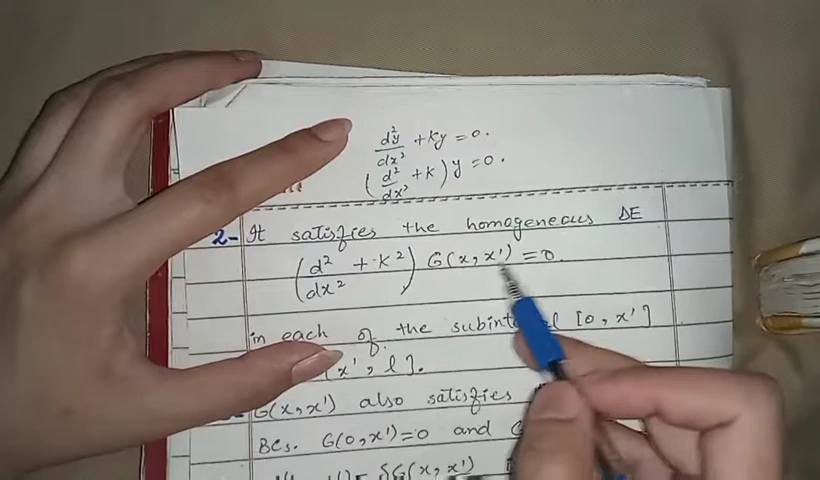 d²y/dx² + Ky = 0.
(d²/dx² + K) y = 0.
2- It satisfies the homogeneous DE
(d²/dx² + K²) G(x, x') = 0.
in each of the subint [0, x']
x', l].
G(x, x') also satisfies
BCs. G(0, x') = 0 and
δG(x, x')